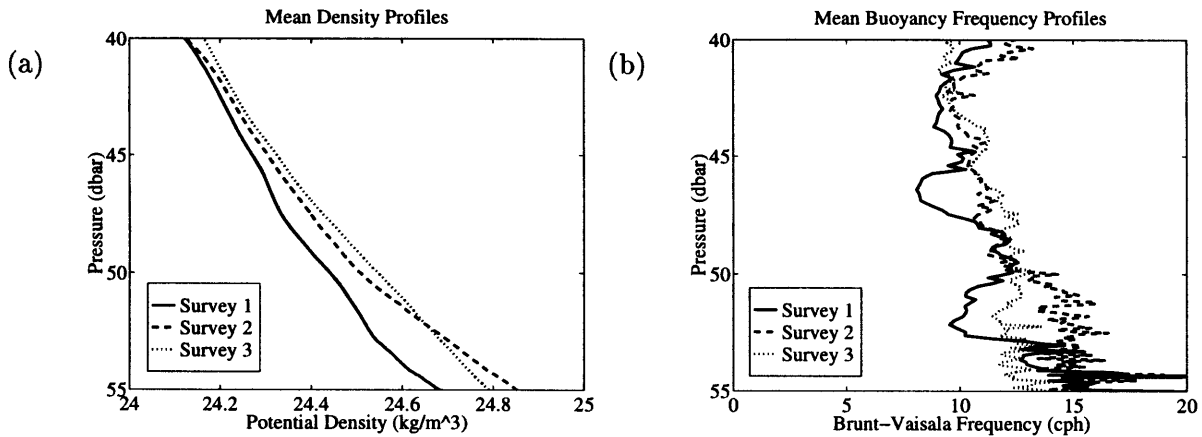 Mean Density Profiles
(a)
40
45
50
55
Pressure (dbar)
Survey 1
Survey 2
Survey 3
24
24.2
24.4
24.6
24.8
25
Potential Density (kg/m^3)
Mean Buoyancy Frequency Profiles
(b)
40
45
50
55
Pressure (dbar)
Survey 1
Survey 2
Survey 3
0
5
10
15
20
Brunt-Vaisala Frequency (cph)